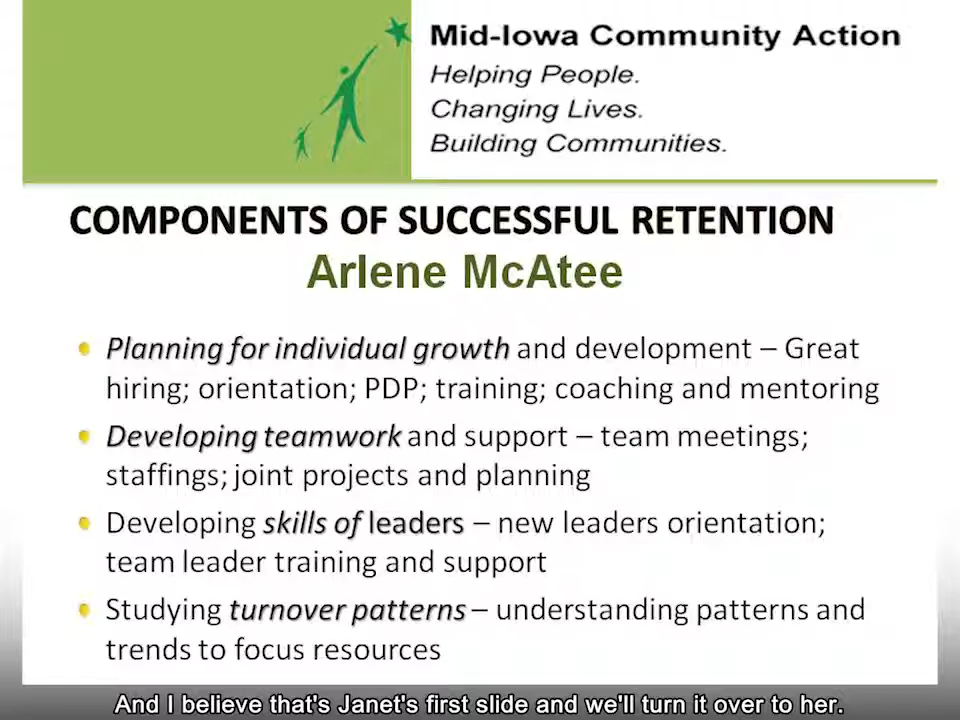 Mid-Iowa Community Action
Helping People.
Changing Lives.
Building Communities.
COMPONENTS OF SUCCESSFUL RETENTION
Arlene McAtee
Planning for individual growth and development – Great
hiring; orientation; PDP; training; coaching and mentoring
Developing teamwork and support – team meetings;
staffings; joint projects and planning
Developing skills of leaders – new leaders orientation;
team leader training and support
Studying turnover patterns – understanding patterns and
trends to focus resources
And I believe that's Janet's first slide and we'll turn it over to her.